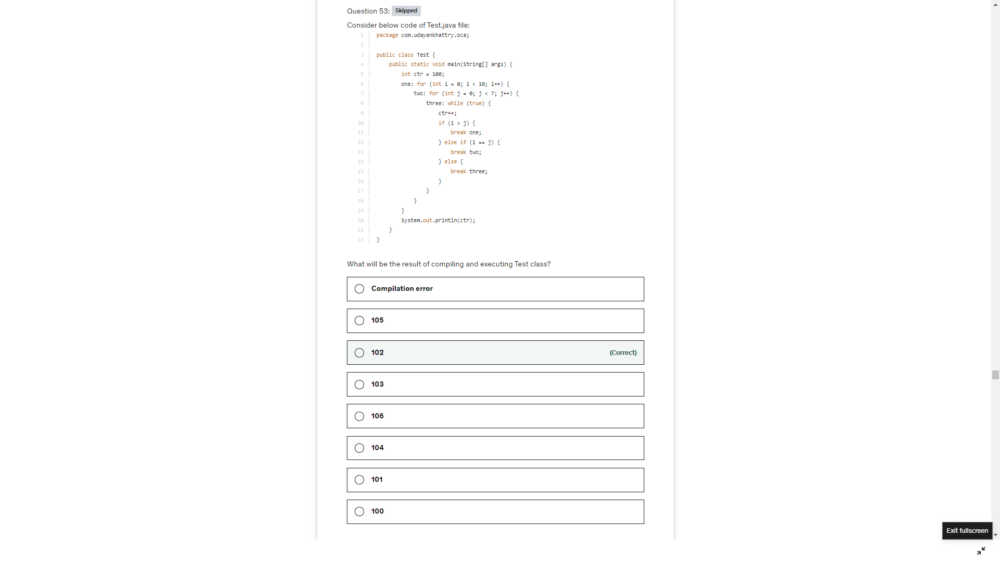 Question 53: Skipped
Consider below code of Test.java file:
1 package com.udayankhattry.oca;
2
3 public class Test {
4 public static void main(String[] args) {
5 int ctr = 100;
6 one: for (int i = 0; i < 10; i++) {
7 two: for (int j = 0; j < 7; j++) {
8 three: while (true) {
9 ctr++;
10 if (i > j) {
11 break one;
12 } else if (i == j) {
13 break two;
14 } else {
15 break three;
16 }
17 }
18 }
19 }
20 System.out.println(ctr);
21 }
22 }
What will be the result of compiling and executing Test class?
Compilation error
105
102 (Correct)
103
106
104
101
100
Exit fullscreen